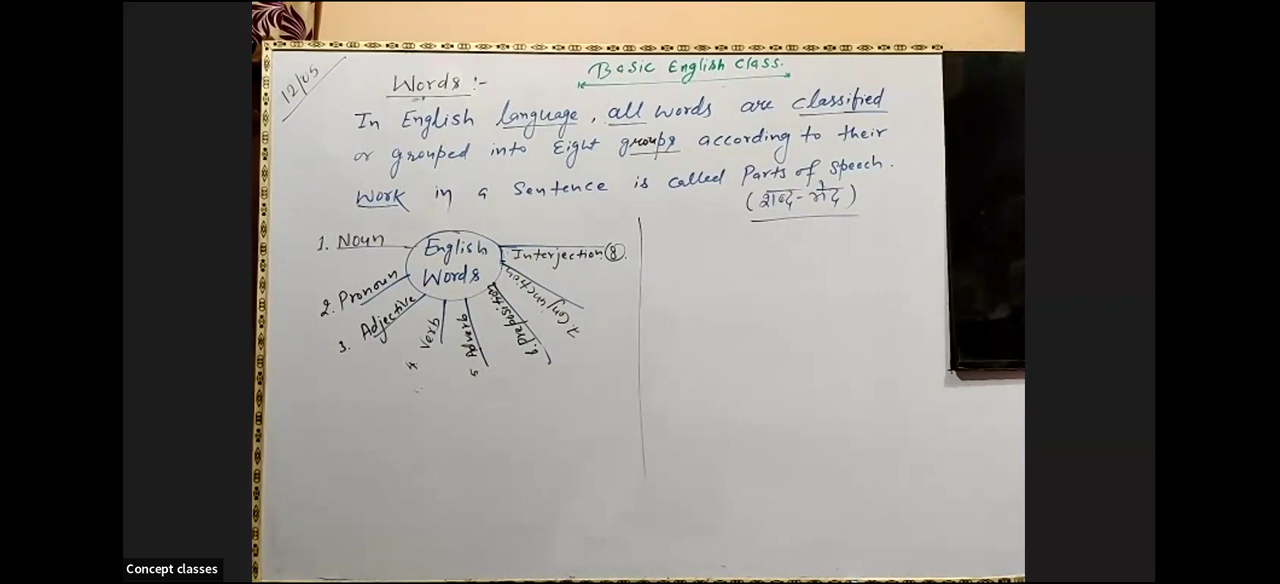 12/05
Basic English Class.
Words :-
In English language, all words are classified
or grouped into Eight groups according to their
work in a Sentence is called Parts of Speech.
(शब्द-भेद)
English
Words
1. Noun
2. Pronoun
3. Adjective
4 Verb
5 Adverb
6. Preposition
7. Conjunction
Interjection 8.
Concept classes